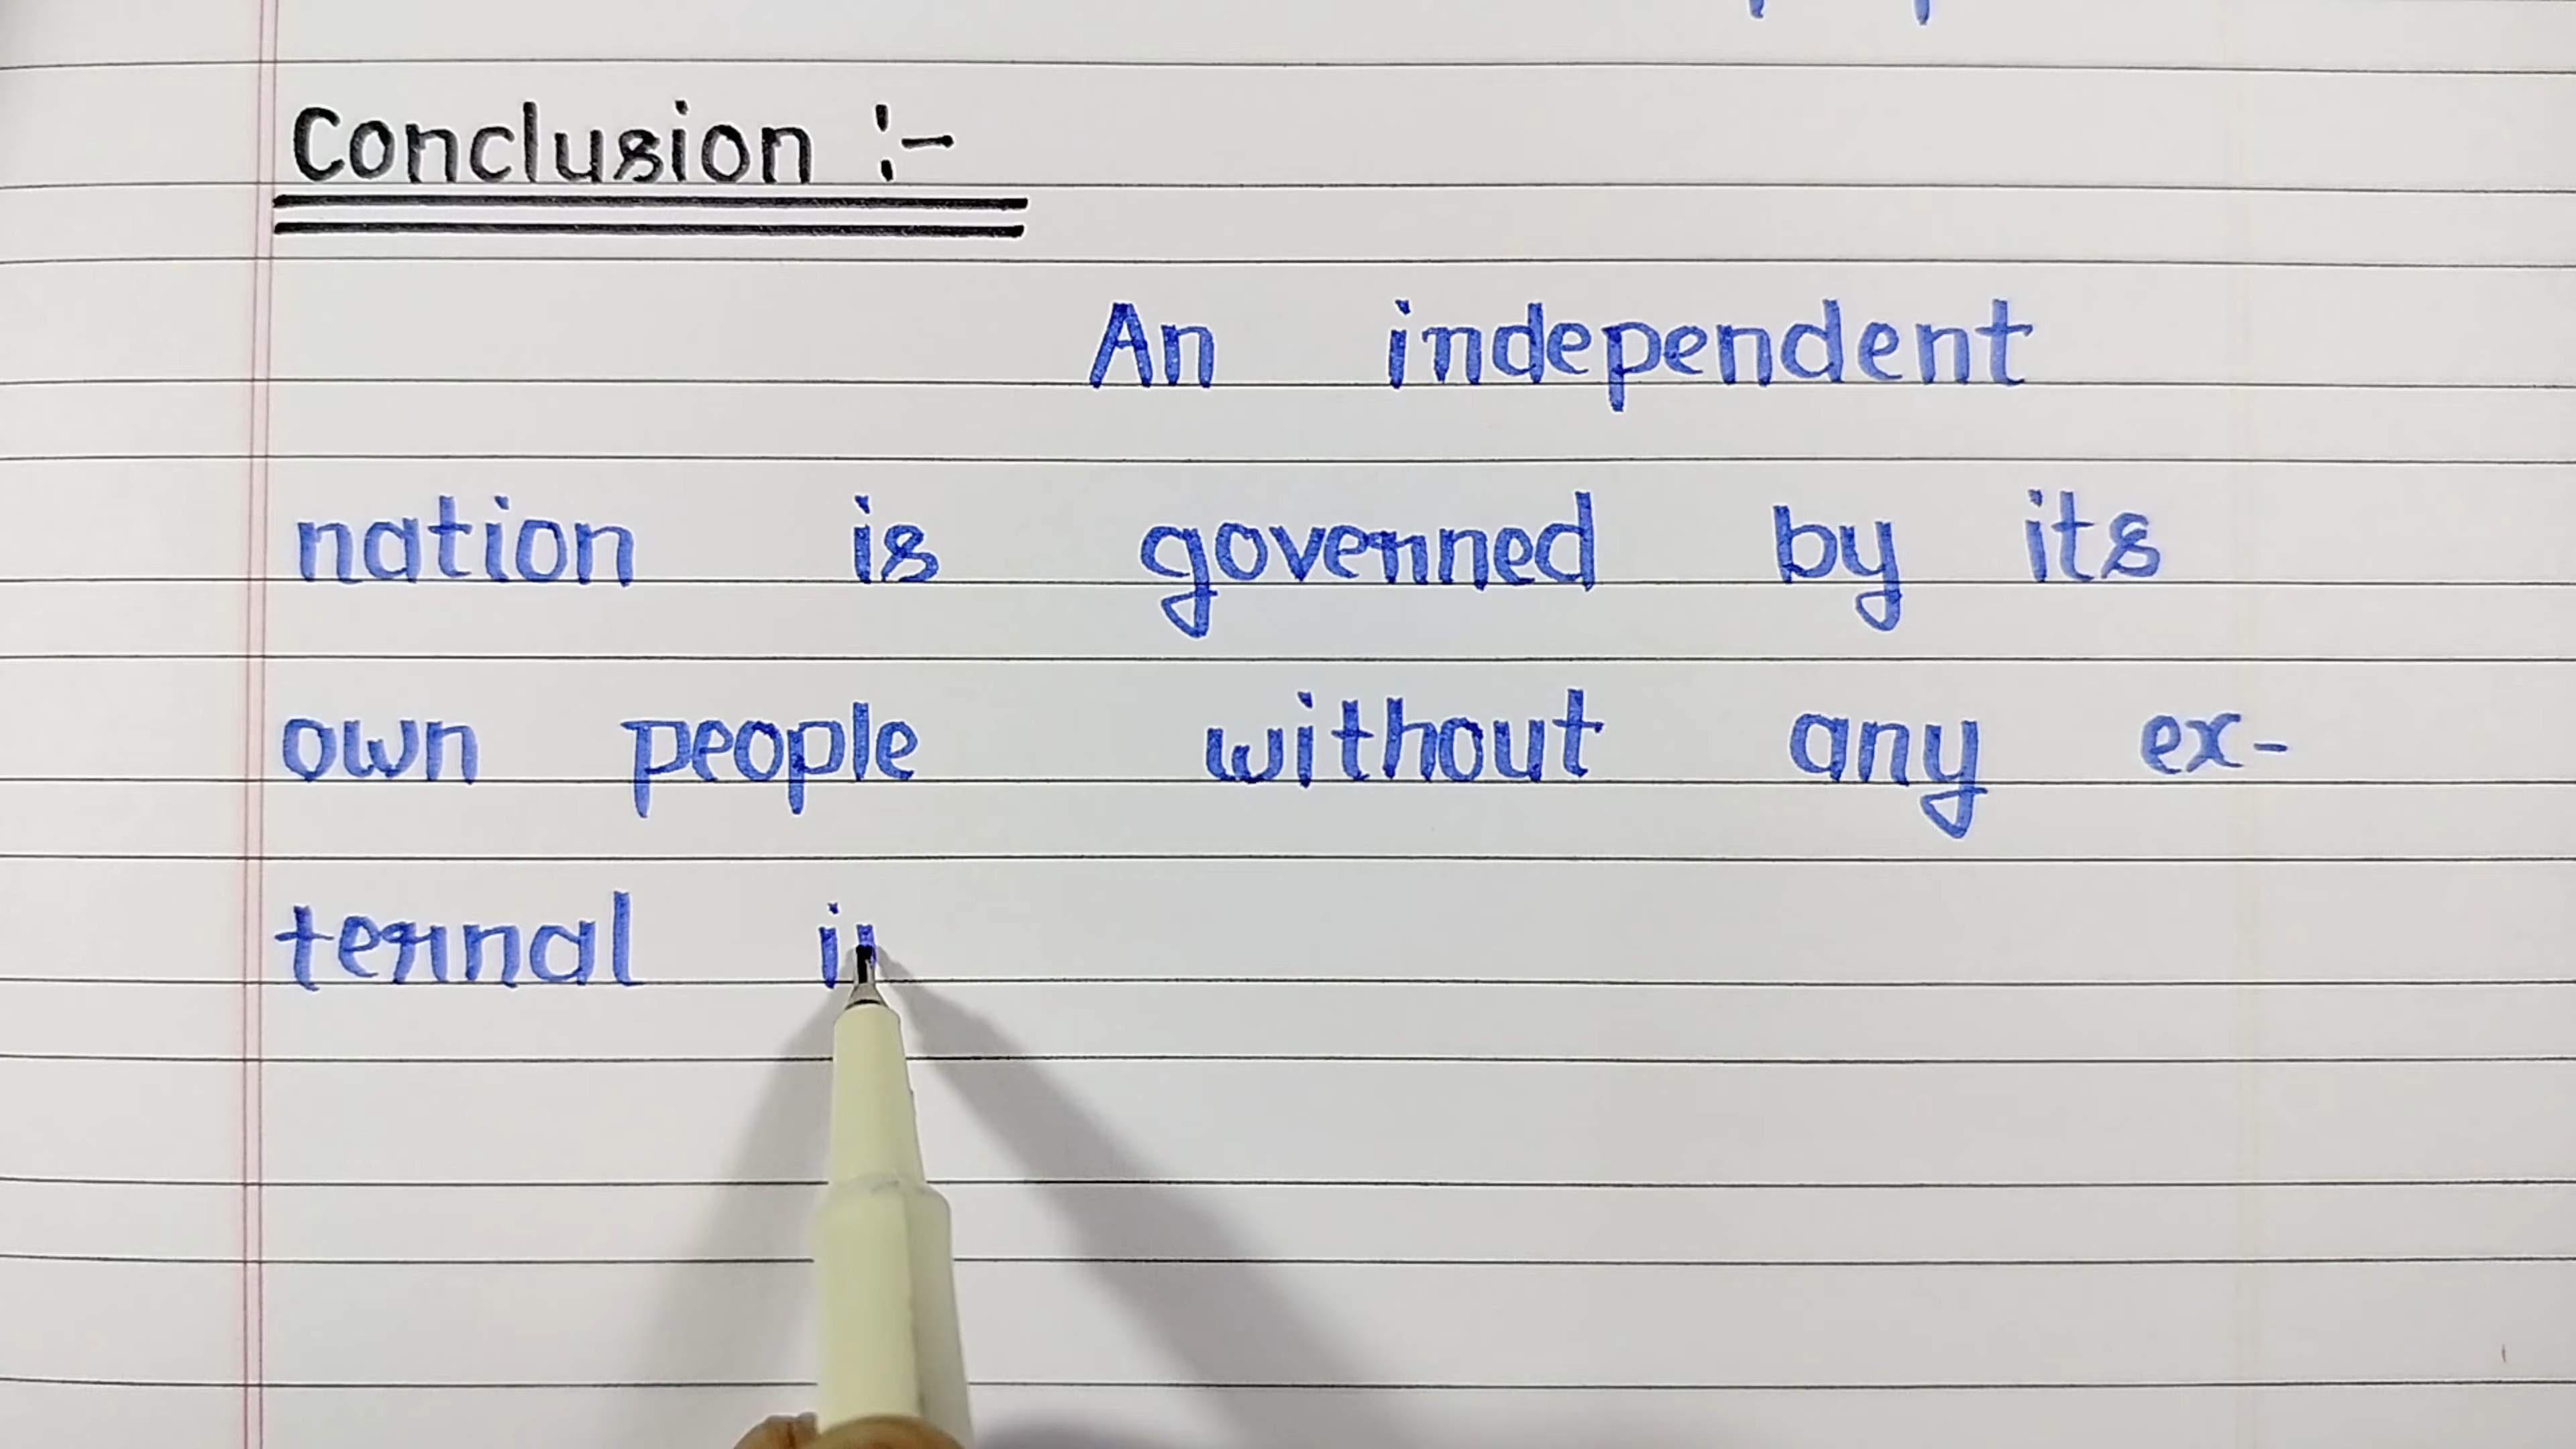 Conclusion :-
An independent
nation is governed by its
own people without any ex-
ternal